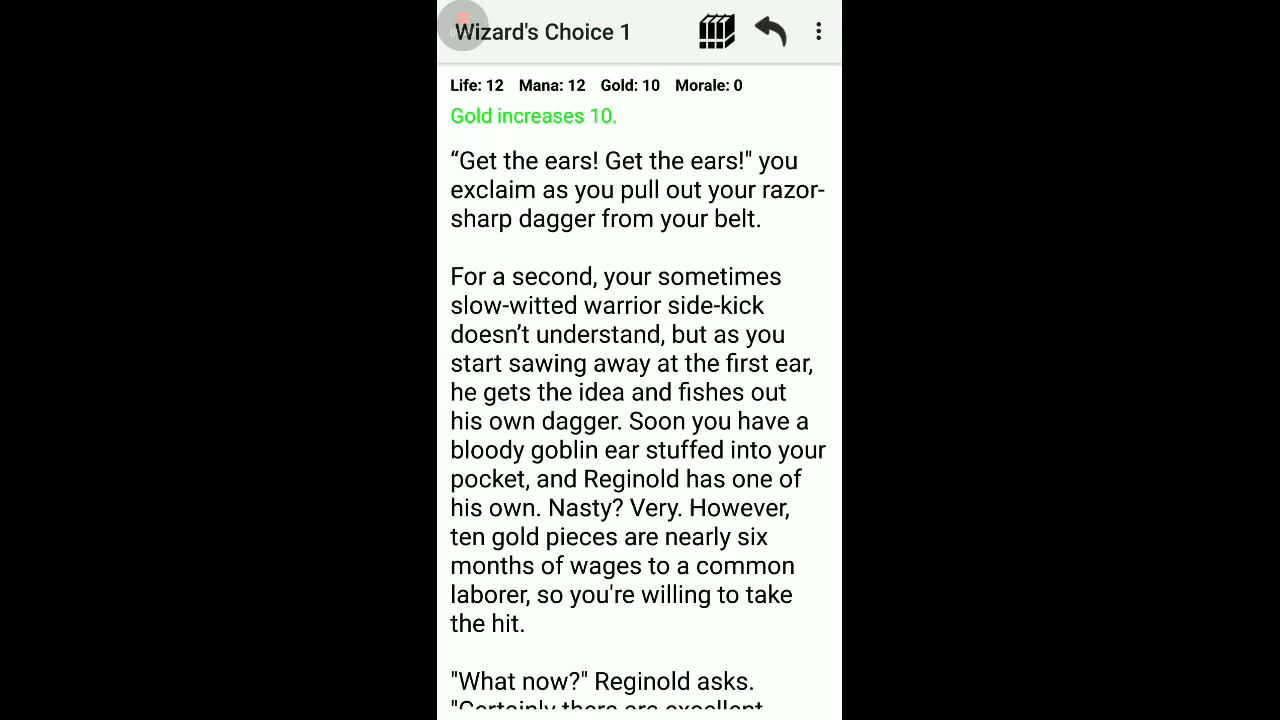 Wizard's Choice 1
Life: 12 Mana: 12 Gold: 10 Morale: 0
Gold increases 10.
“Get the ears! Get the ears!" you
exclaim as you pull out your razor-
sharp dagger from your belt.
For a second, your sometimes
slow-witted warrior side-kick
doesn’t understand, but as you
start sawing away at the first ear,
he gets the idea and fishes out
his own dagger. Soon you have a
bloody goblin ear stuffed into your
pocket, and Reginold has one of
his own. Nasty? Very. However,
ten gold pieces are nearly six
months of wages to a common
laborer, so you're willing to take
the hit.
"What now?" Reginold asks.
"Certainly there are excellent